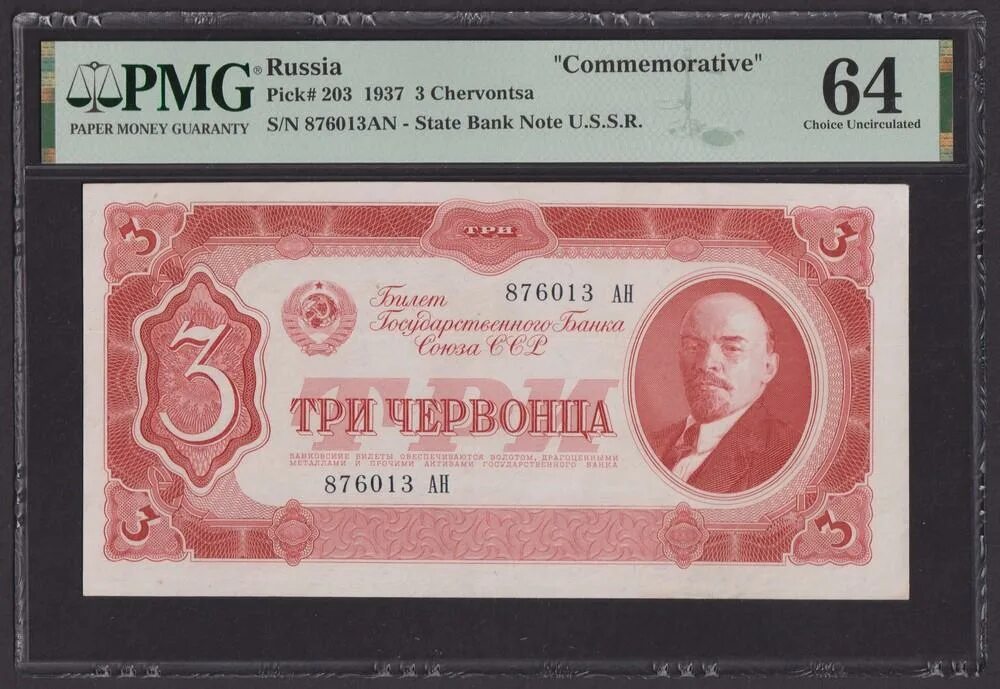 PMG®
PAPER MONEY GUARANTY
Russia
"Commemorative"
Pick# 203 1937 3 Chervontsa
S/N 876013AN - State Bank Note U.S.S.R.
64
Choice Uncirculated
3
ТРИ
3
Билет
876013 АН
Государственного Банка
Союза ССР
3
ТРИ
ТРИ ЧЕРВОНЦА
БАНКОВСКИЕ БИЛЕТЫ ОБЕСПЕЧИВАЮТСЯ ЗОЛОТОМ, ДРАГОЦЕННЫМИ
МЕТАЛЛАМИ И ПРОЧИМИ АКТИВАМИ ГОСУДАРСТВЕННОГО БАНКА
876013 АН
3
3